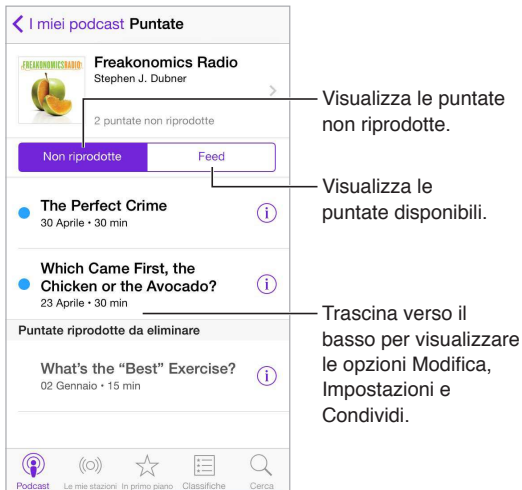 I miei podcast Puntate
FREAKONOMICSRADIO:
Freakonomics Radio
Stephen J. Dubner
2 puntate non riprodotte
Non riprodotte Feed
The Perfect Crime
30 Aprile • 30 min
Which Came First, the
Chicken or the Avocado?
23 Aprile • 30 min
Puntate riprodotte da eliminare
What's the “Best” Exercise?
02 Gennaio • 15 min
Podcast Le mie stazioni In primo piano Classifiche Cerca
Visualizza le puntate
non riprodotte.
Visualizza le
puntate disponibili.
Trascina verso il
basso per visualizzare
le opzioni Modifica,
Impostazioni e
Condividi.